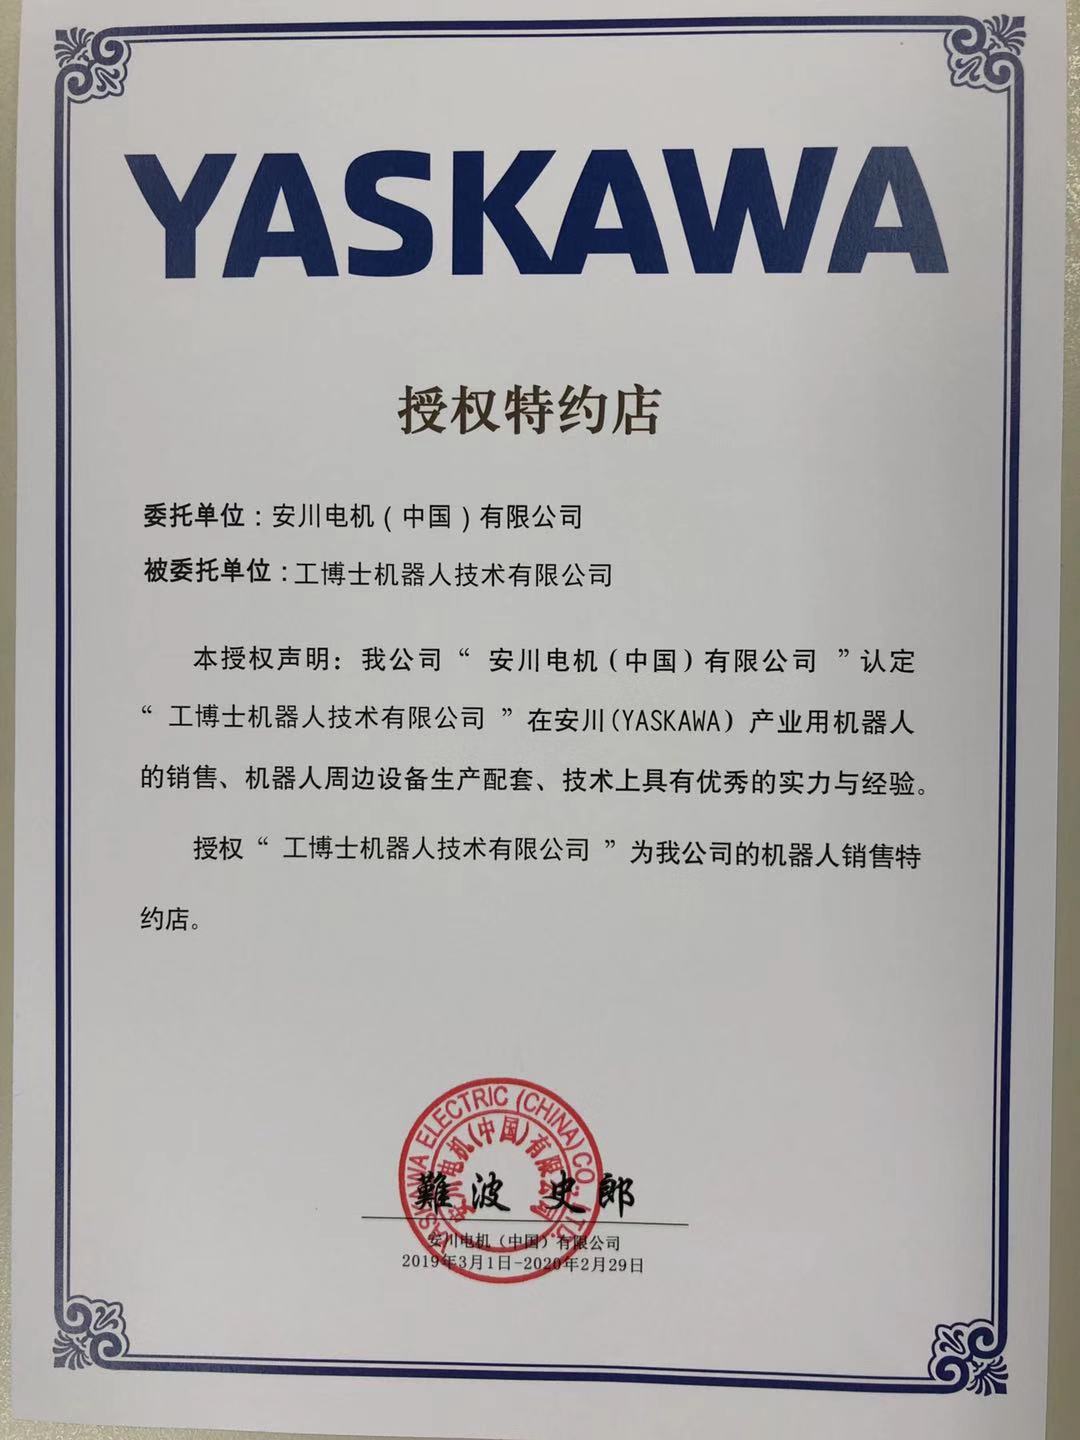 YASKAWA
授权特约店
委托单位：安川电机（中国）有限公司
被委托单位：工博士机器人技术有限公司
本授权声明：我公司“ 安川电机（中国）有限公司 ”认定
“ 工博士机器人技术有限公司 ”在安川(YASKAWA）产业用机器人
的销售、机器人周边设备生产配套、技术上具有优秀的实力与经验。
授权“ 工博士机器人技术有限公司 ”为我公司的机器人销售特
约店。
YASKAWA ELECTRIC (CHINA) CO., LTD.
安川电机(中国)有限公司
難波 史郎
安川电机（中国）有限公司
2019年3月1日-2020年2月29日